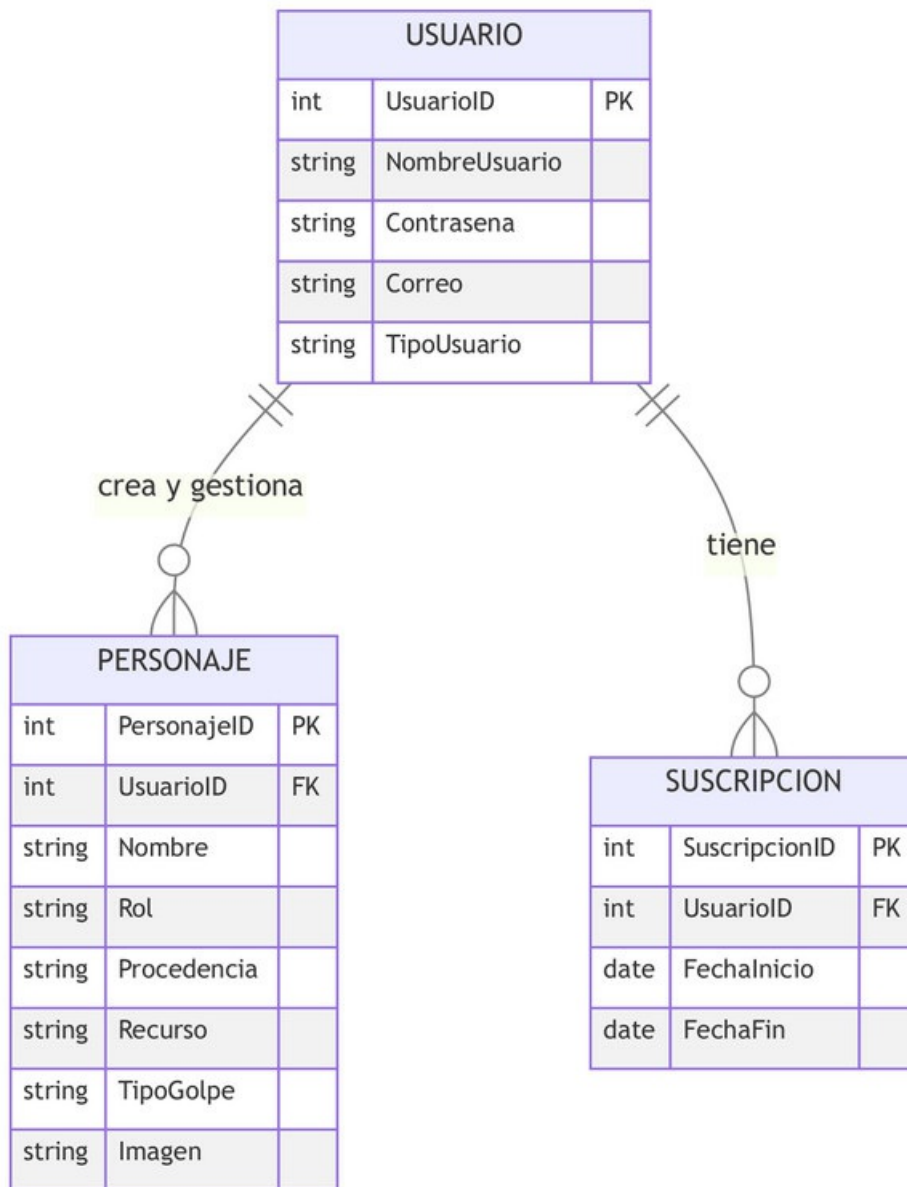 USUARIO
int UsuarioID PK
string NombreUsuario
string Contrasena
string Correo
string TipoUsuario
crea y gestiona
tiene
PERSONAJE
int PersonajeID PK
int UsuarioID FK
string Nombre
string Rol
string Procedencia
string Recurso
string TipoGolpe
string Imagen
SUSCRIPCION
int SuscripcionID PK
int UsuarioID FK
date FechaInicio
date FechaFin